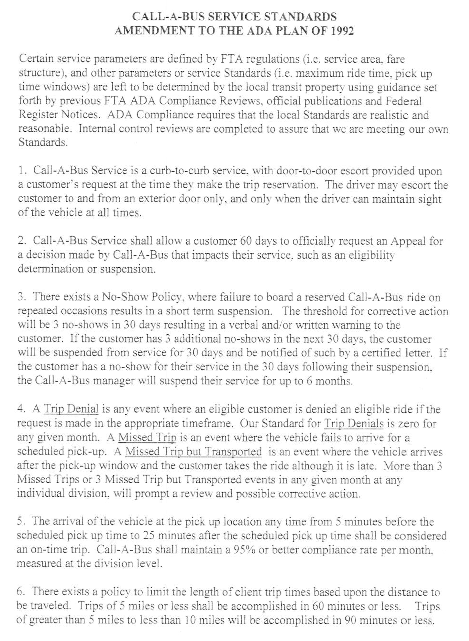 CALL-A-BUS SERVICE STANDARDS
AMENDMENT TO THE ADA PLAN OF 1992
Certain service parameters are defined by FTA regulations (i.e. service area, fare
structure), and other parameters or service Standards (i.e. maximum ride time, pick up
time windows) are left to be determined by the local transit property using guidance set
forth by previous FTA ADA Compliance Reviews, official publications and Federal
Register Notices. ADA Compliance requires that the local Standards are realistic and
reasonable. Internal control reviews are completed to assure that we are meeting our own
Standards.
1. Call-A-Bus Service is a curb-to-curb service, with door-to-door escort provided upon
a customer's request at the time they make the trip reservation. The driver may escort the
customer to and from an exterior door only, and only when the driver can maintain sight
of the vehicle at all times.
2. Call-A-Bus Service shall allow a customer 60 days to officially request an Appeal for
a decision made by Call-A-Bus that impacts their service, such as an eligibility
determination or suspension.
3. There exists a No-Show Policy, where failure to board a reserved Call-A-Bus ride on
repeated occasions results in a short term suspension. The threshold for corrective action
will be 3 no-shows in 30 days resulting in a verbal and/or written warning to the
customer. If the customer has 3 additional no-shows in the next 30 days, the customer
will be suspended from service for 30 days and be notified of such by a certified letter. If
the customer has a no-show for their service in the 30 days following their suspension,
the Call-A-Bus manager will suspend their service for up to 6 months.
4. A Trip Denial is any event where an eligible customer is denied an eligible ride if the
request is made in the appropriate timeframe. Our Standard for Trip Denials is zero for
any given month. A Missed Trip is an event where the vehicle fails to arrive for a
scheduled pick-up. A Missed Trip but Transported is an event where the vehicle arrives
after the pick-up window and the customer takes the ride although it is late. More than 3
Missed Trips or 3 Missed Trip but Transported events in any given month at any
individual division, will prompt a review and possible corrective action.
5. The arrival of the vehicle at the pick up location any time from 5 minutes before the
scheduled pick up time to 25 minutes after the scheduled pick up time shall be considered
an on-time trip. Call-A-Bus shall maintain a 95% or better compliance rate per month,
measured at the division level.
6. There exists a policy to limit the length of client trip times based upon the distance to
be traveled. Trips of 5 miles or less shall be accomplished in 60 minutes or less. Trips
of greater than 5 miles to less than 10 miles will be accomplished in 90 minutes or less.